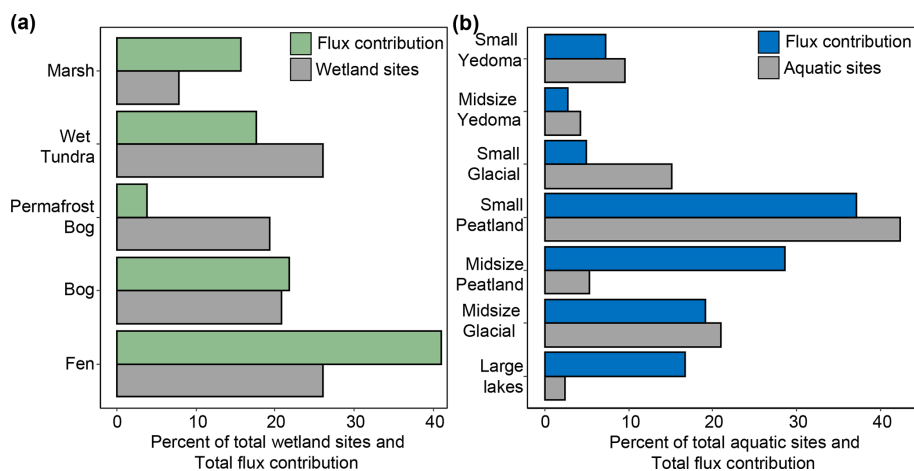 (a)
Flux contribution
Wetland sites
Marsh
Wet
Tundra
Permafrost
Bog
Bog
Fen
0 10 20 30 40
Percent of total wetland sites and
Total flux contribution
(b)
Flux contribution
Aquatic sites
Small
Yedoma
Midsize
Yedoma
Small
Glacial
Small
Peatland
Midsize
Peatland
Midsize
Glacial
Large
lakes
0 10 20 30 40
Percent of total aquatic sites and
Total flux contribution